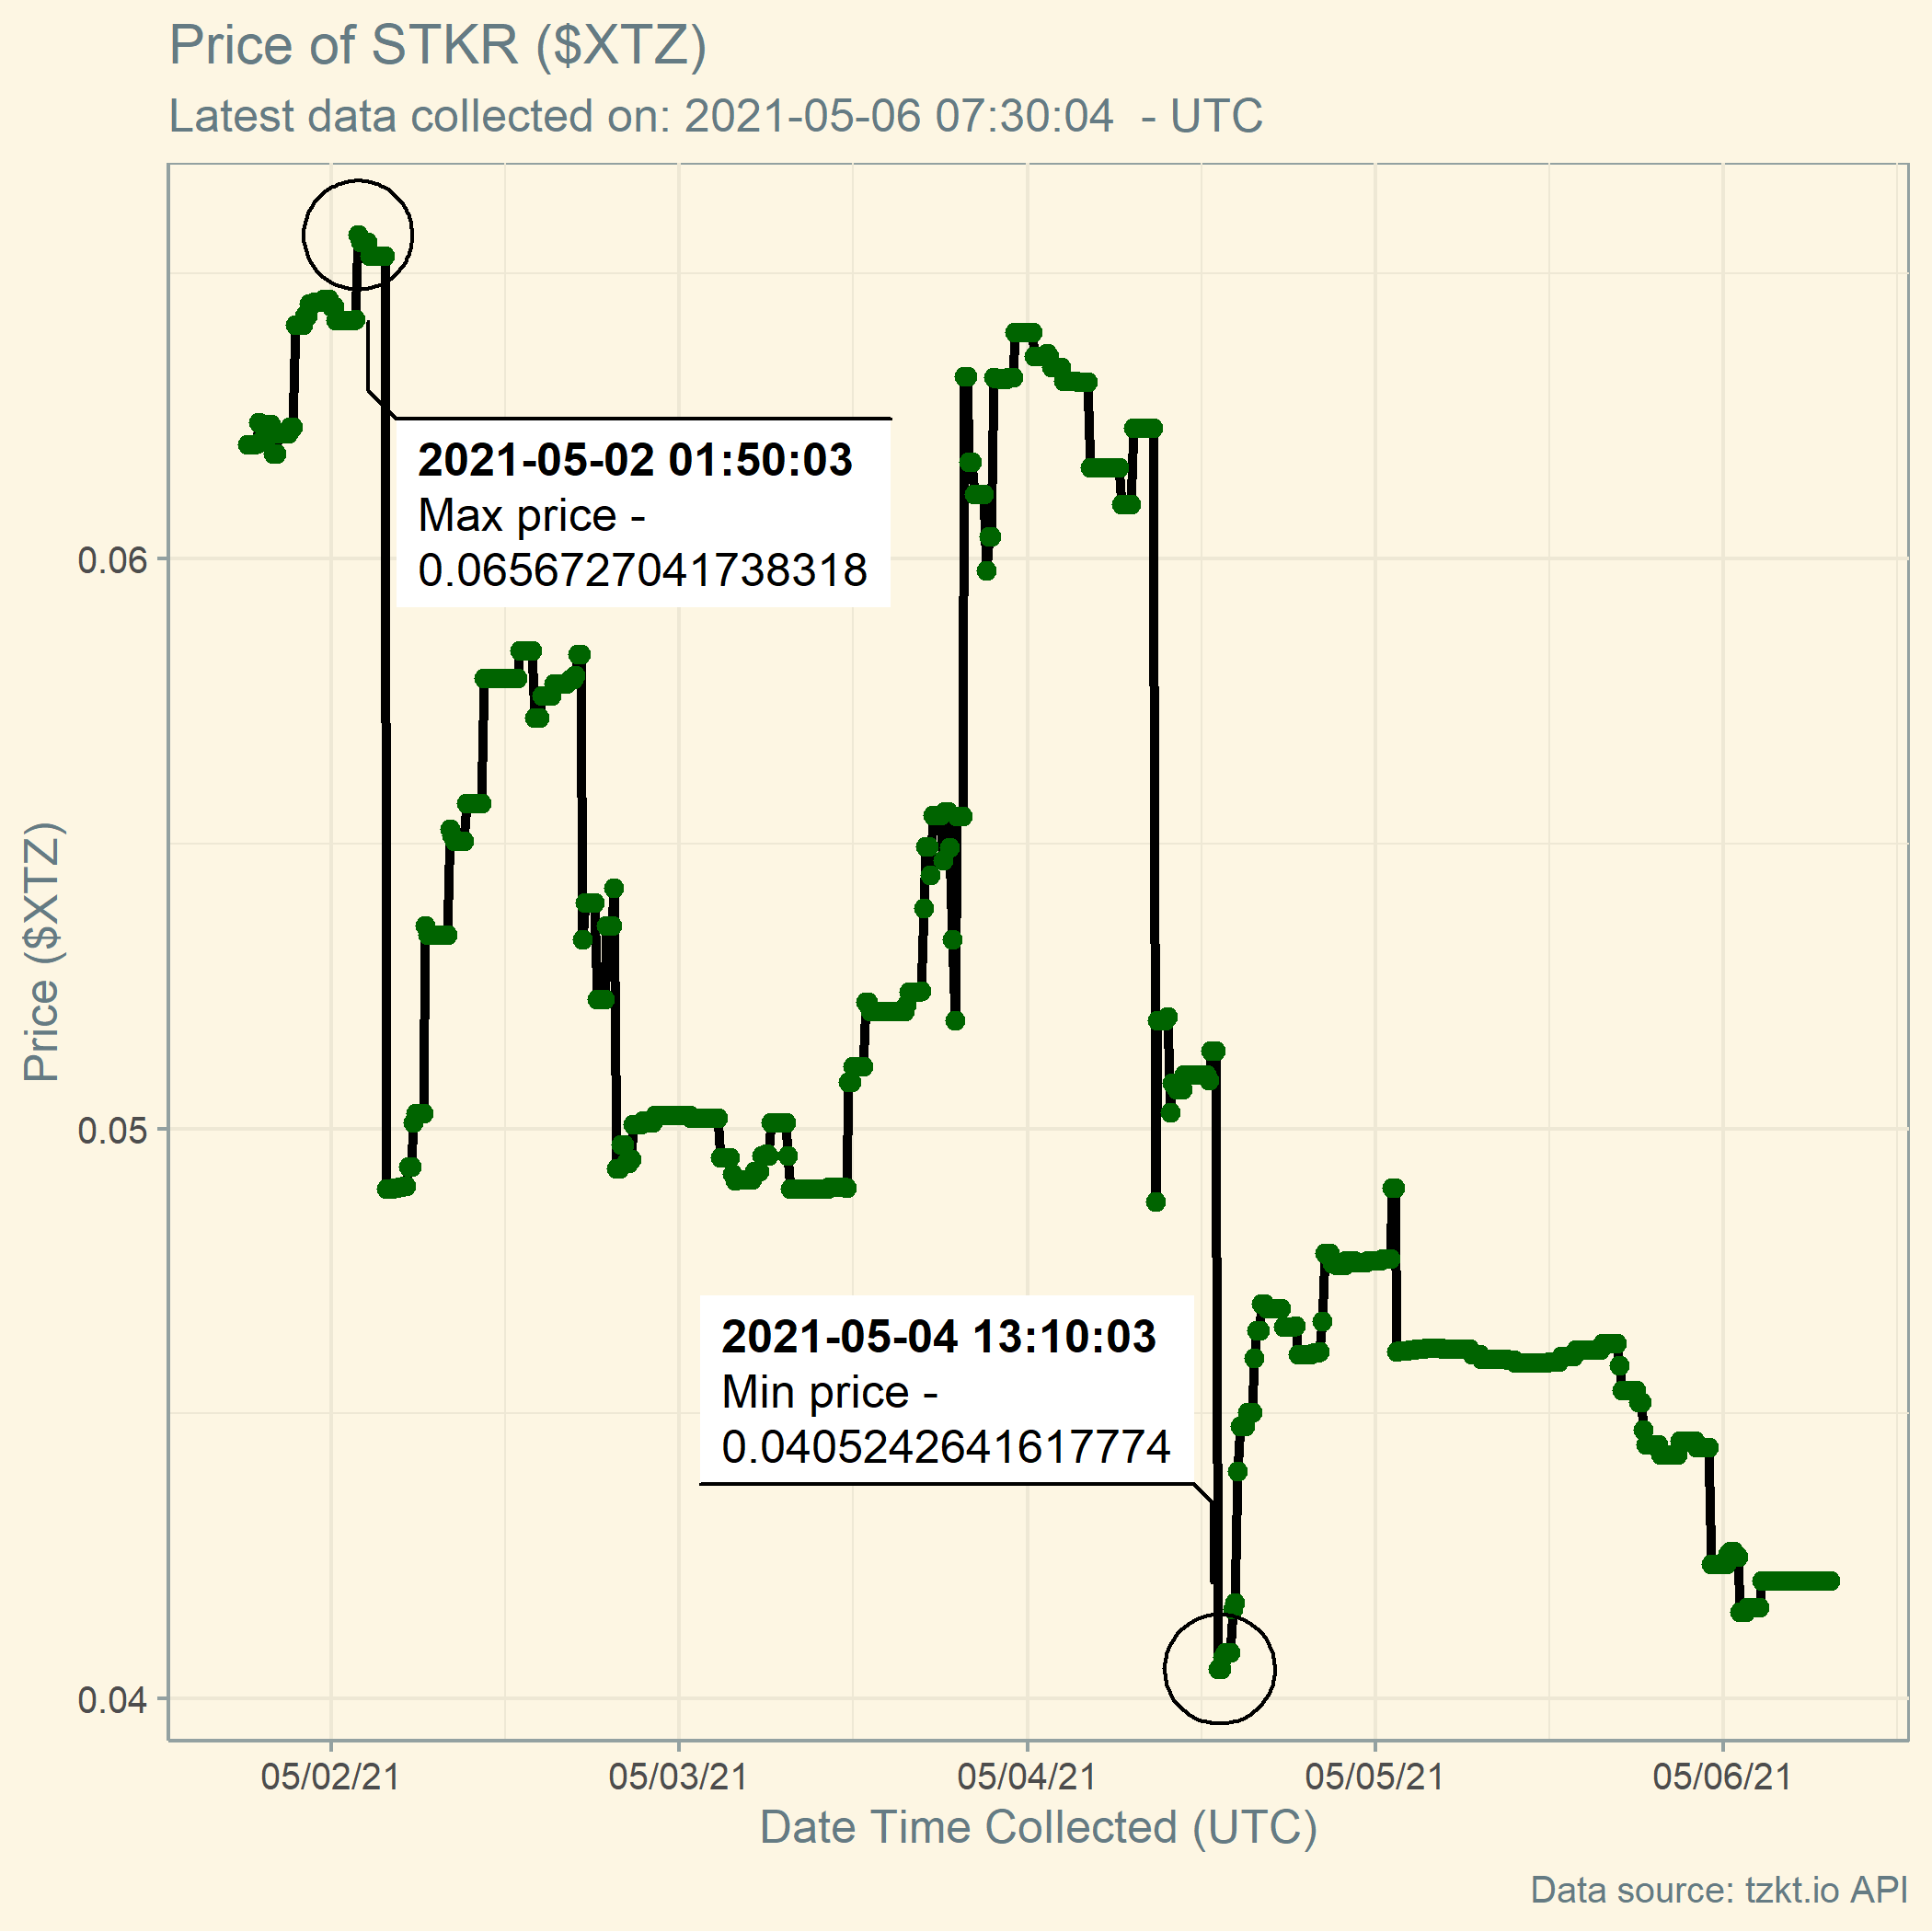 Price of STKR ($XTZ)
Latest data collected on: 2021-05-06 07:30:04  - UTC
2021-05-02 01:50:03
Max price -
0.0656727041738318
0.06
Price ($XTZ)
0.05
2021-05-04 13:10:03
Min price -
0.0405242641617774
0.04
05/02/21 05/03/21 05/04/21 05/05/21 05/06/21
Date Time Collected (UTC)
Data source: tzkt.io API